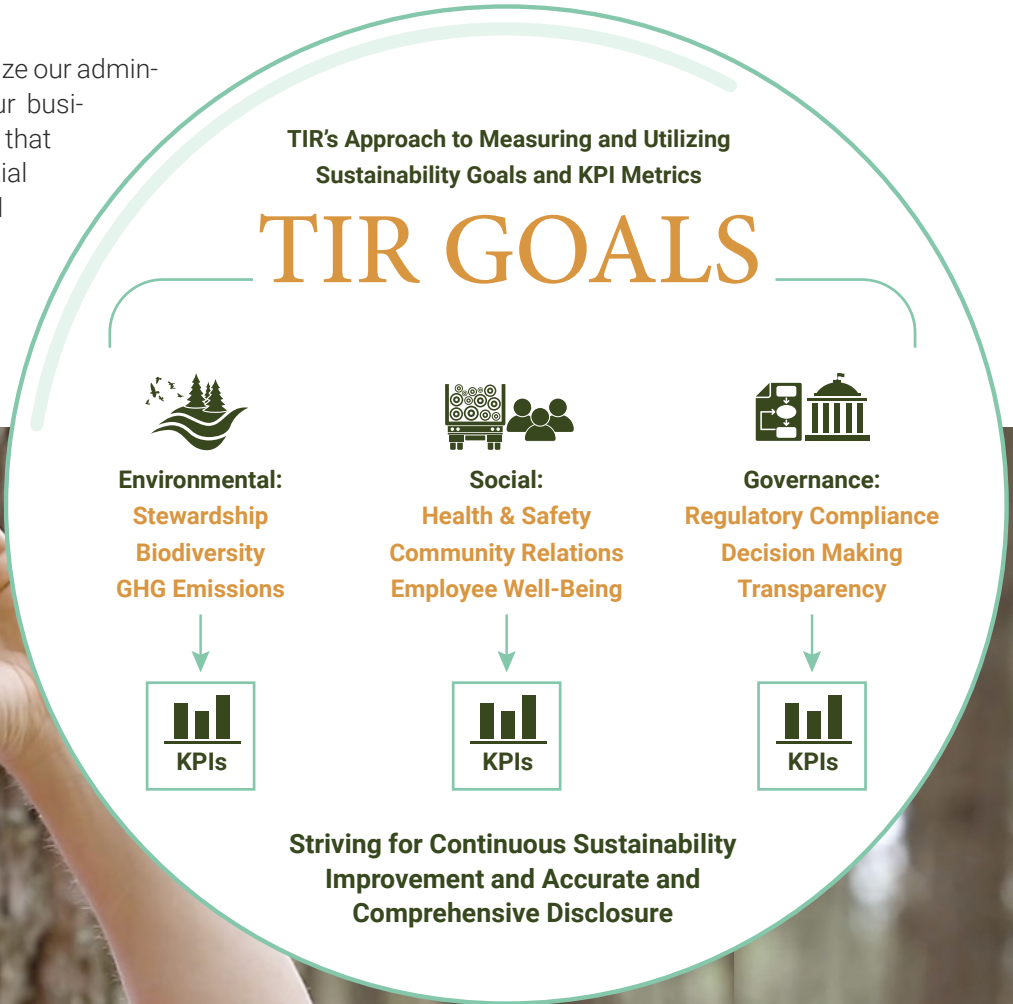 ze our admin-
ur busi-
that
ial
TIR's Approach to Measuring and Utilizing
Sustainability Goals and KPI Metrics
TIR GOALS
Environmental:
Stewardship
Biodiversity
GHG Emissions
Social:
Health & Safety
Community Relations
Employee Well-Being
Governance:
Regulatory Compliance
Decision Making
Transparency
KPIs
KPIs
KPIs
Striving for Continuous Sustainability
Improvement and Accurate and
Comprehensive Disclosure